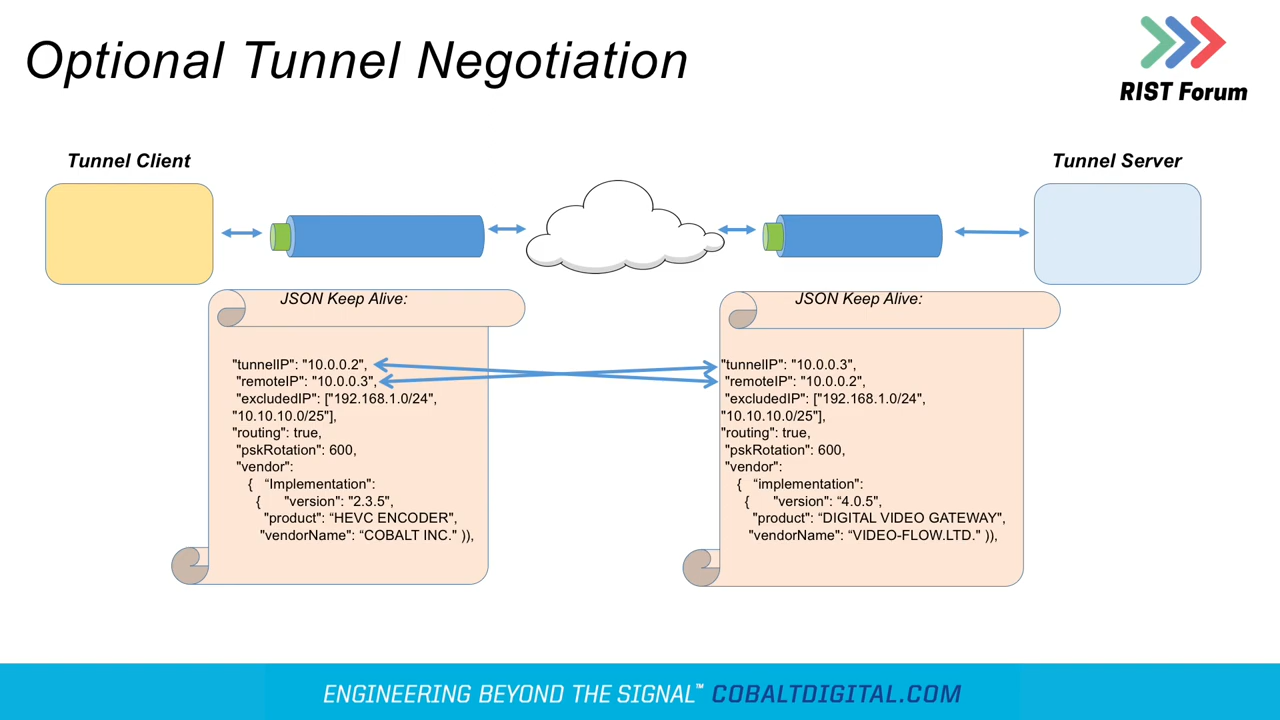 Optional Tunnel Negotiation
RIST Forum
Tunnel Client
Tunnel Server
JSON Keep Alive:
"tunnelIP": "10.0.0.2",
"remoteIP": "10.0.0.3",
"excludedIP": ["192.168.1.0/24",
"10.10.10.0/25"],
"routing": true,
"pskRotation": 600,
"vendor":
{ “Implementation":
{ "version": "2.3.5",
"product": “HEVC ENCODER",
"vendorName": “COBALT INC." )),
JSON Keep Alive:
"tunnelIP": "10.0.0.3",
"remoteIP": "10.0.0.2",
"excludedIP": ["192.168.1.0/24",
"10.10.10.0/25"],
"routing": true,
"pskRotation": 600,
"vendor":
{ “implementation":
{ "version": “4.0.5",
"product": “DIGITAL VIDEO GATEWAY",
"vendorName": “VIDEO-FLOW.LTD." )),
ENGINEERING BEYOND THE SIGNAL™ COBALTDIGITAL.COM